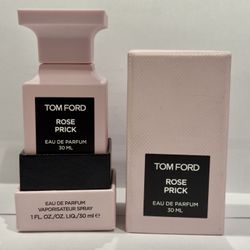 TOM FORD
ROSE
PRICK
EAU DE PARFUM
30 ML
EAU DE PARFUM
VAPORISATEUR SPRAY
1 FL. OZ./OZ. LIQ./30 ml ℮
TOM FORD
ROSE
PRICK
EAU DE PARFUM
30 ML